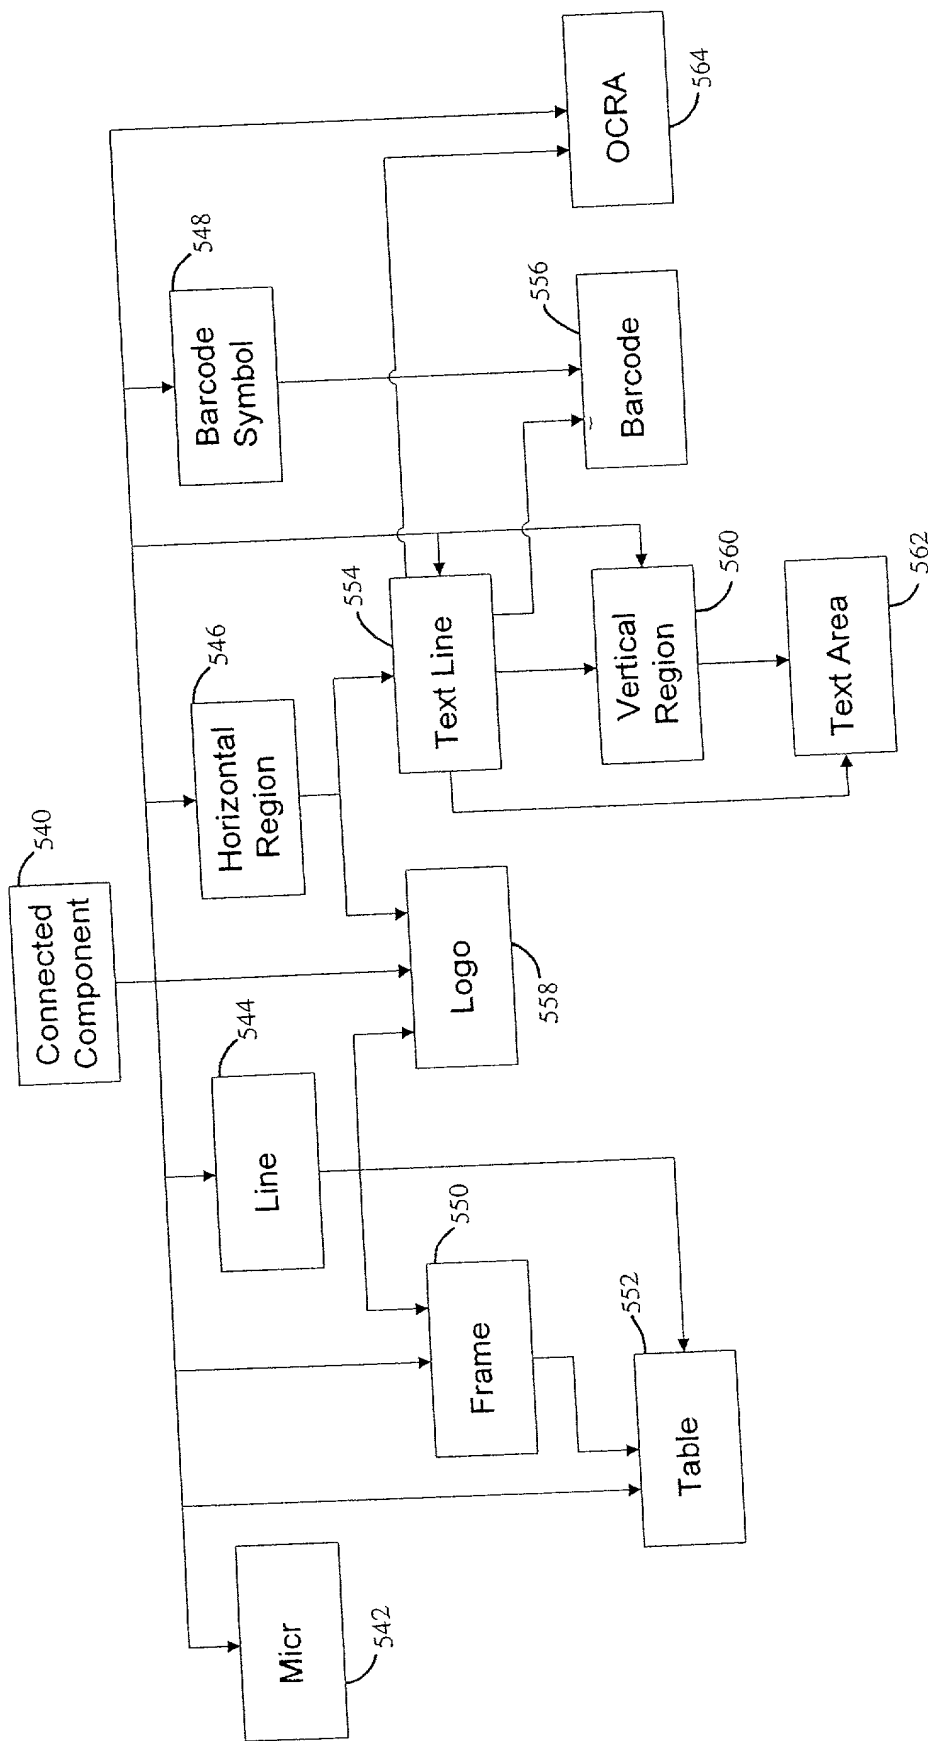 540
Connected
Component
Micr
542
Line
544
Horizontal
Region
546
Barcode
Symbol
548
Frame
550
Logo
558
Text Line
554
Table
552
Vertical
Region
560
Barcode
556
OCRA
564
Text Area
562